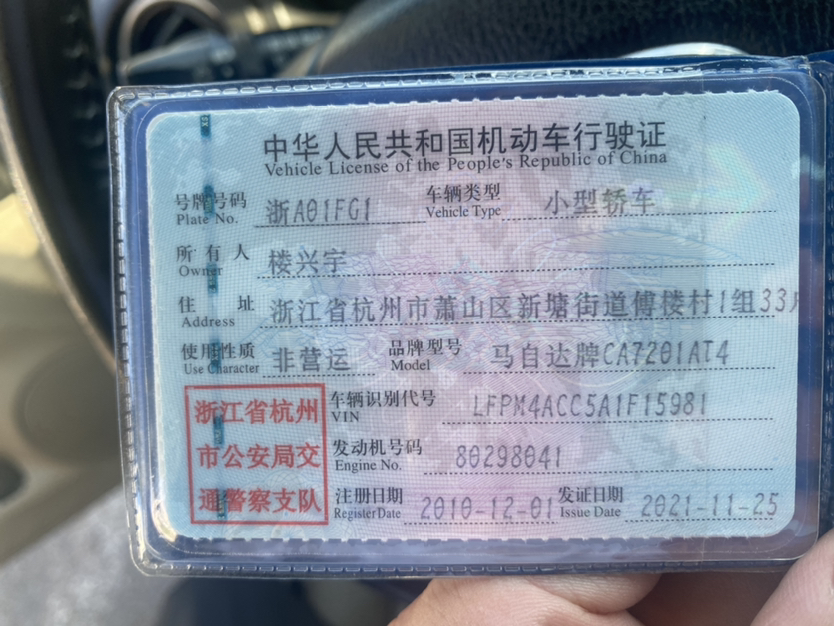 中华人民共和国机动车行驶证
Vehicle License of the People's Republic of China
号牌号码 浙A01FG1 车辆类型 小型轿车
Plate No. Vehicle Type
所有人 楼兴宇
Owner
住址 浙江省杭州市萧山区新塘街道傅楼村1组33户
Address
使用性质 非营运 品牌型号 马自达牌CA7201AT4
Use Character Model
浙江省杭州 车辆识别代号 LFPM4ACC5A1F15981
VIN
市公安局交 发动机号码 80298041
Engine No.
通警察支队 注册日期 2010-12-01 发证日期 2021-11-25
Register Date Issue Date